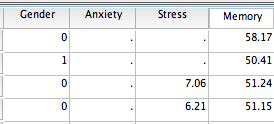 Gender Anxiety Stress Memory
0 . . 58.17
1 . . 50.41
0 . 7.06 51.24
0 . 6.21 51.15